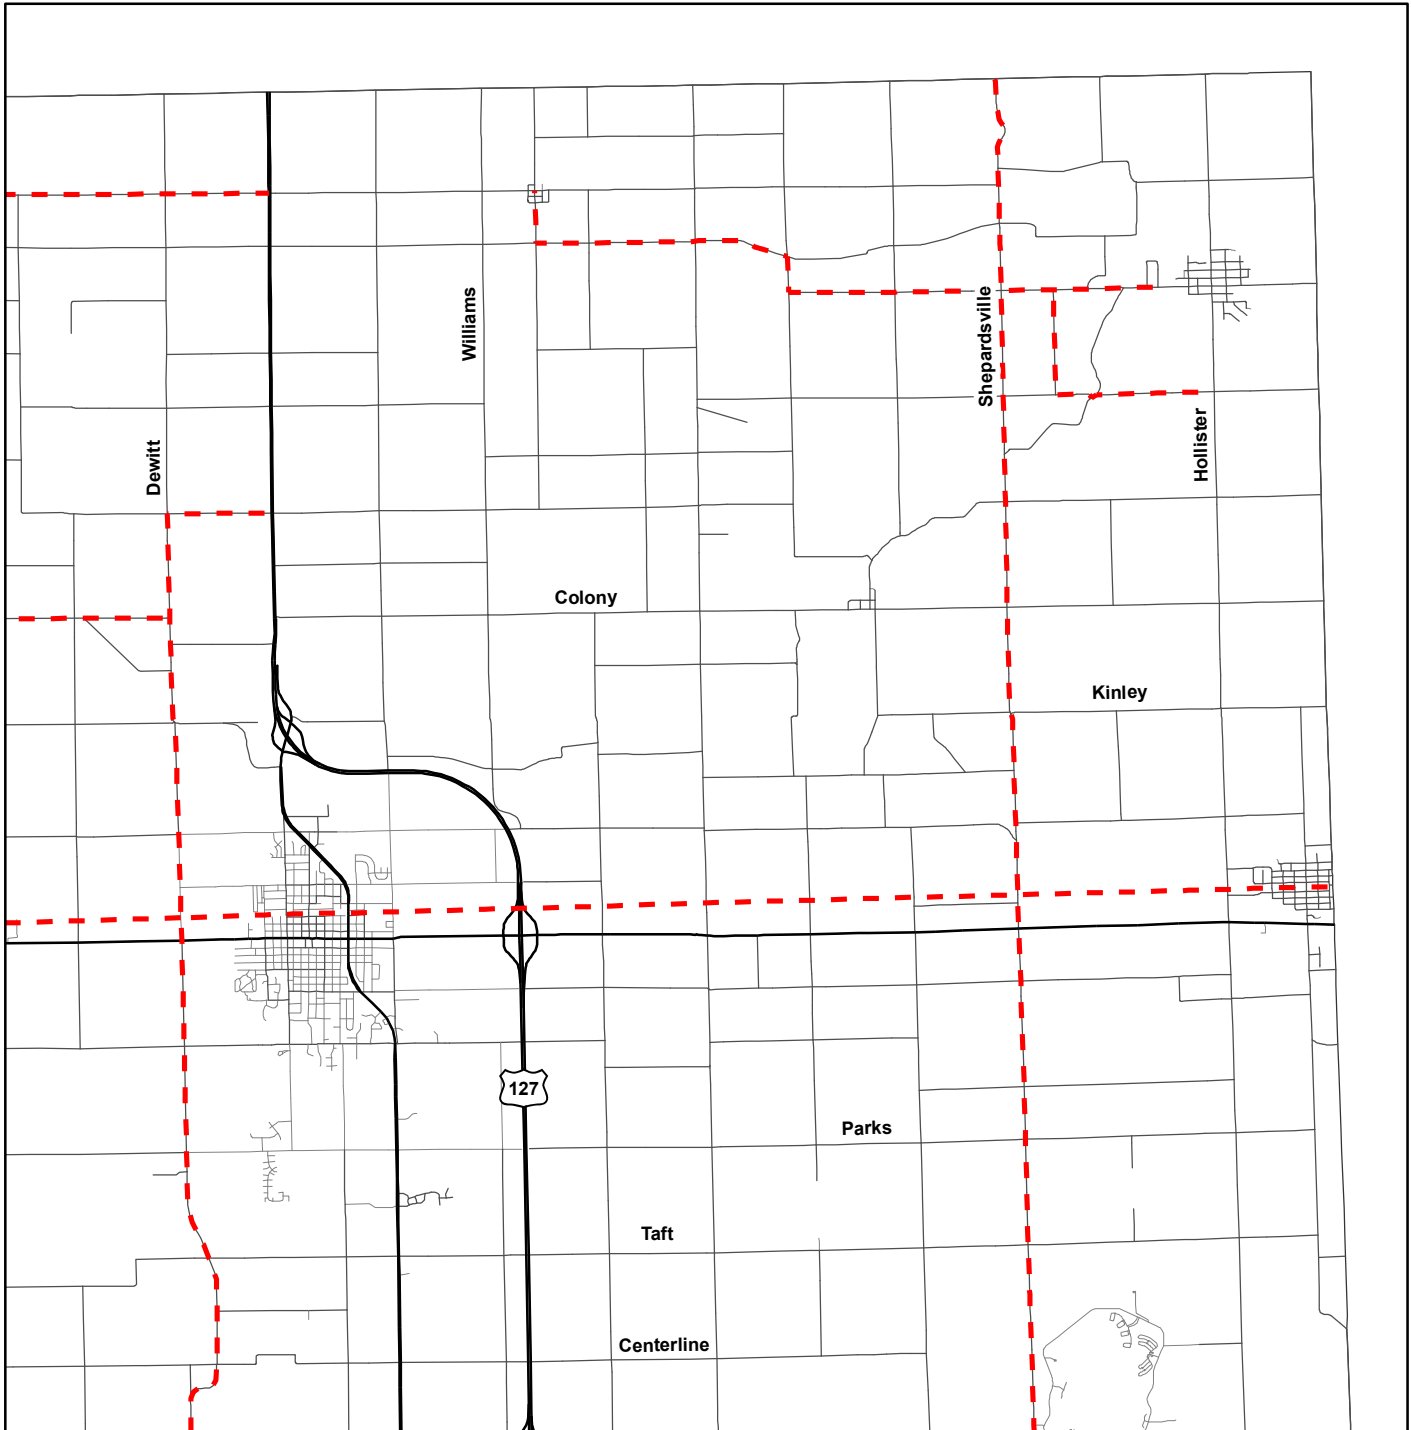 Williams
Shepardsville
Dewitt
Hollister
Colony
Kinley
127
Parks
Taft
Centerline